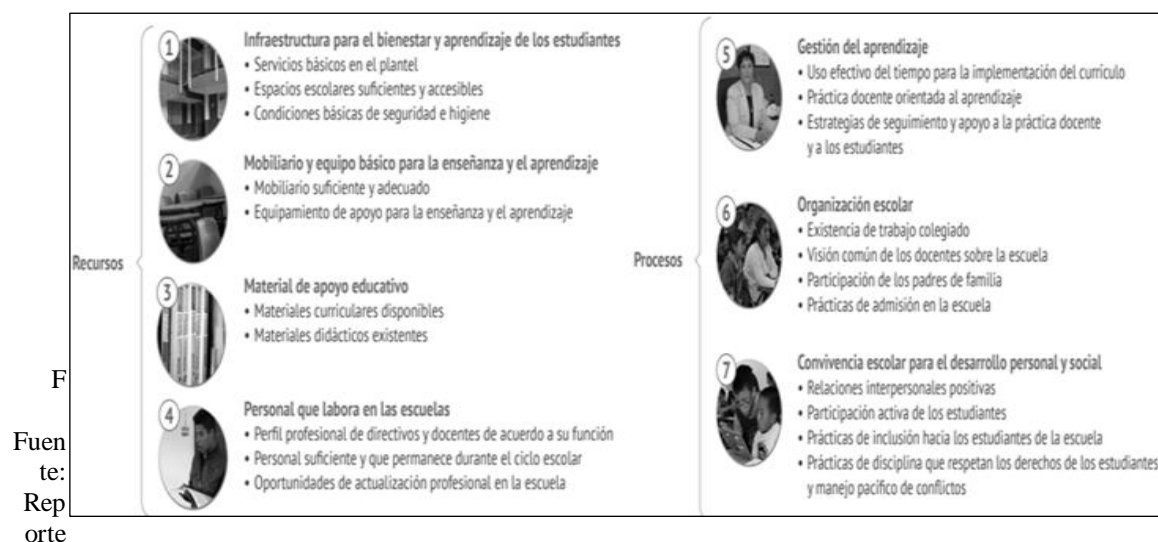 Recursos
1
Infraestructura para el bienestar y aprendizaje de los estudiantes
• Servicios básicos en el plantel
• Espacios escolares suficientes y accesibles
• Condiciones básicas de seguridad e higiene
2
Mobiliario y equipo básico para la enseñanza y el aprendizaje
• Mobiliario suficiente y adecuado
• Equipamiento de apoyo para la enseñanza y el aprendizaje
3
Material de apoyo educativo
• Materiales curriculares disponibles
• Materiales didácticos existentes
4
Personal que labora en las escuelas
• Perfil profesional de directivos y docentes de acuerdo a su función
• Personal suficiente y que permanece durante el ciclo escolar
• Oportunidades de actualización profesional en la escuela
Procesos
5
Gestión del aprendizaje
• Uso efectivo del tiempo para la implementación del currículo
• Práctica docente orientada al aprendizaje
• Estrategias de seguimiento y apoyo a la práctica docente
y a los estudiantes
6
Organización escolar
• Existencia de trabajo colegiado
• Visión común de los docentes sobre la escuela
• Participación de los padres de familia
• Prácticas de admisión en la escuela
7
Convivencia escolar para el desarrollo personal y social
• Relaciones interpersonales positivas
• Participación activa de los estudiantes
• Prácticas de inclusión hacia los estudiantes de la escuela
• Prácticas de disciplina que respetan los derechos de los estudiantes
y manejo pacífico de conflictos
F
Fuen
te:
Rep
orte